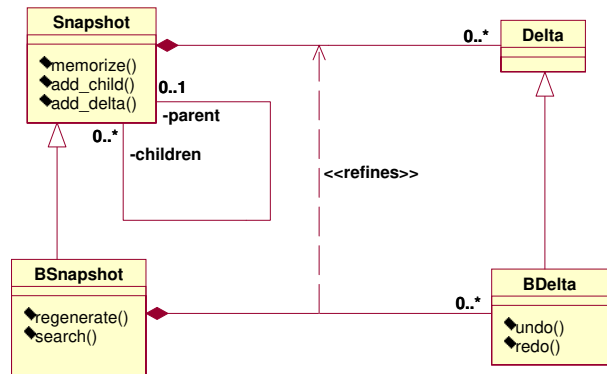 Snapshot
memorize()
add_child()
add_delta()
0..*
Delta
0..1
-parent
0..*
-children
<<refines>>
BSnapshot
regenerate()
search()
0..*
BDelta
undo()
redo()